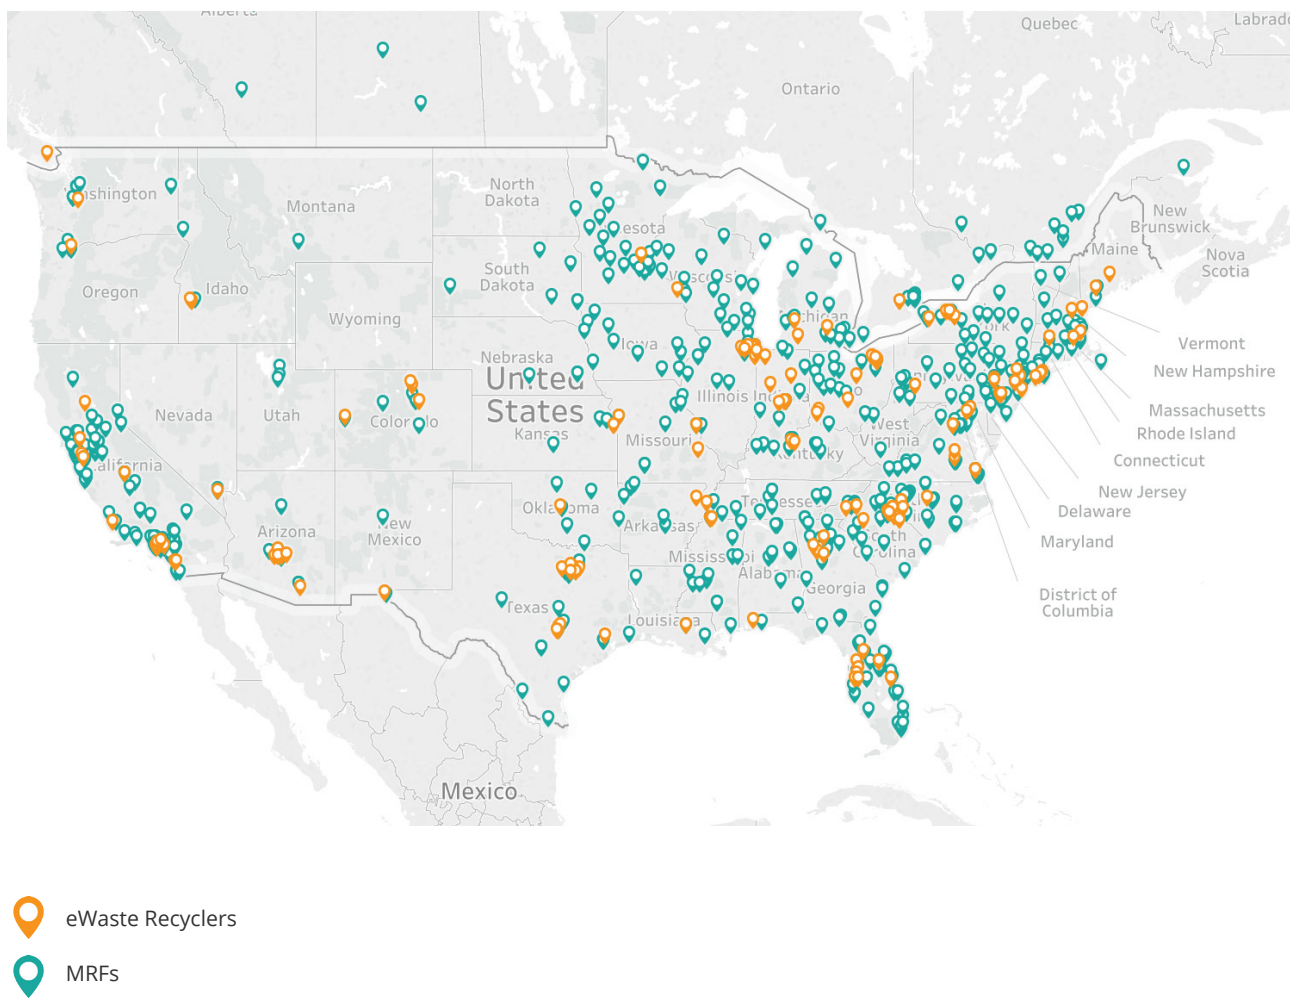 Quebec
Ontario
Washington
Montana
North
Dakota
New
Brunswick
Maine
Nova
Scotia
Oregon
Idaho
South
Dakota
Wyoming
Iowa
Nebraska
United
States
Vermont
New Hampshire
Massachusetts
Rhode Island
Connecticut
New Jersey
Delaware
Maryland
District of
Columbia
Nevada
Utah
Colorado
Kansas
Missouri
Illinois
West
Virginia
Kentucky
California
Arizona
New
Mexico
Oklahoma
Arkansas
Tennessee
Mississippi
Alabama
Georgia
South
Carolina
Texas
Louisiana
Mexico
eWaste Recyclers
MRFs